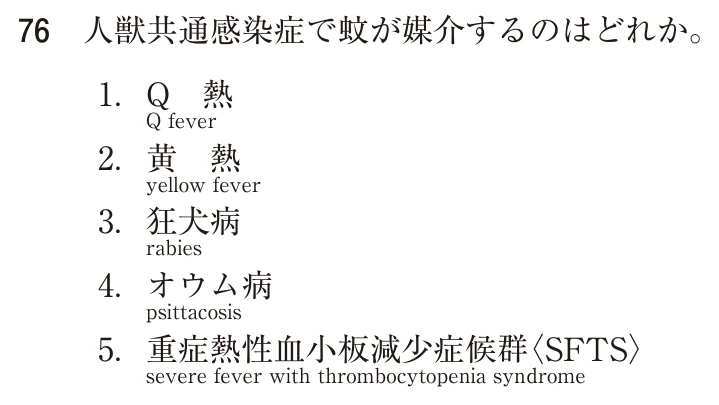 76 人獣共通感染症で蚊が媒介するのはどれか。
1. Q 熱
Q fever
2. 黄 熱
yellow fever
3. 狂犬病
rabies
4. オウム病
psittacosis
5. 重症熱性血小板減少症候群〈SFTS〉
severe fever with thrombocytopenia syndrome